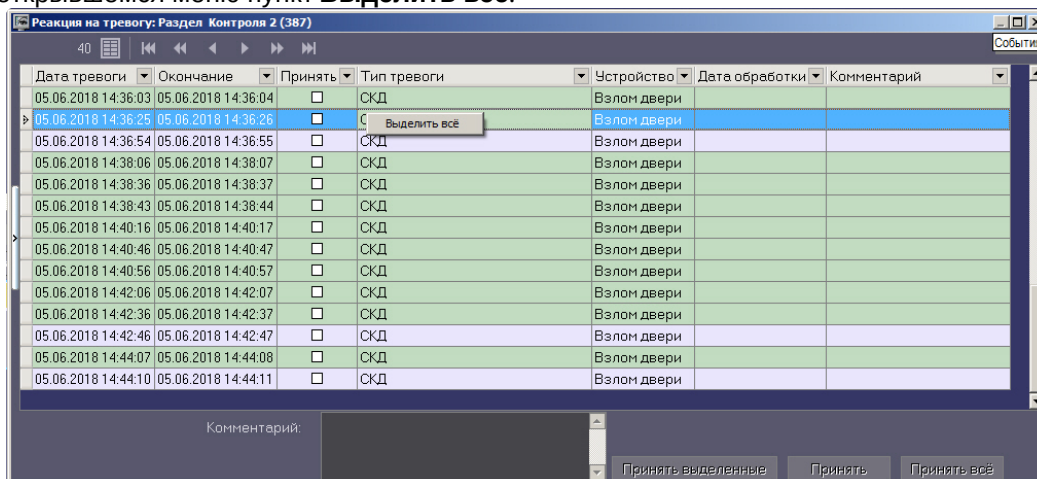 открывшемся меню пункт Выделить всё.
Реакция на тревогу: Раздел Контроля 2 (387)
40
События
Дата тревоги Окончание Принять Тип тревоги Устройство Дата обработки Комментарий
05.06.2018 14:36:03 05.06.2018 14:36:04 СКД Взлом двери
05.06.2018 14:36:25 05.06.2018 14:36:26 Выделить всё Взлом двери
05.06.2018 14:36:54 05.06.2018 14:36:55 СКД Взлом двери
05.06.2018 14:38:06 05.06.2018 14:38:07 СКД Взлом двери
05.06.2018 14:38:36 05.06.2018 14:38:37 СКД Взлом двери
05.06.2018 14:38:43 05.06.2018 14:38:44 СКД Взлом двери
05.06.2018 14:40:16 05.06.2018 14:40:17 СКД Взлом двери
05.06.2018 14:40:46 05.06.2018 14:40:47 СКД Взлом двери
05.06.2018 14:40:56 05.06.2018 14:40:57 СКД Взлом двери
05.06.2018 14:42:06 05.06.2018 14:42:07 СКД Взлом двери
05.06.2018 14:42:36 05.06.2018 14:42:37 СКД Взлом двери
05.06.2018 14:42:46 05.06.2018 14:42:47 СКД Взлом двери
05.06.2018 14:44:07 05.06.2018 14:44:08 СКД Взлом двери
05.06.2018 14:44:10 05.06.2018 14:44:11 СКД Взлом двери
Комментарий:
Принять выделенные Принять Принять всё